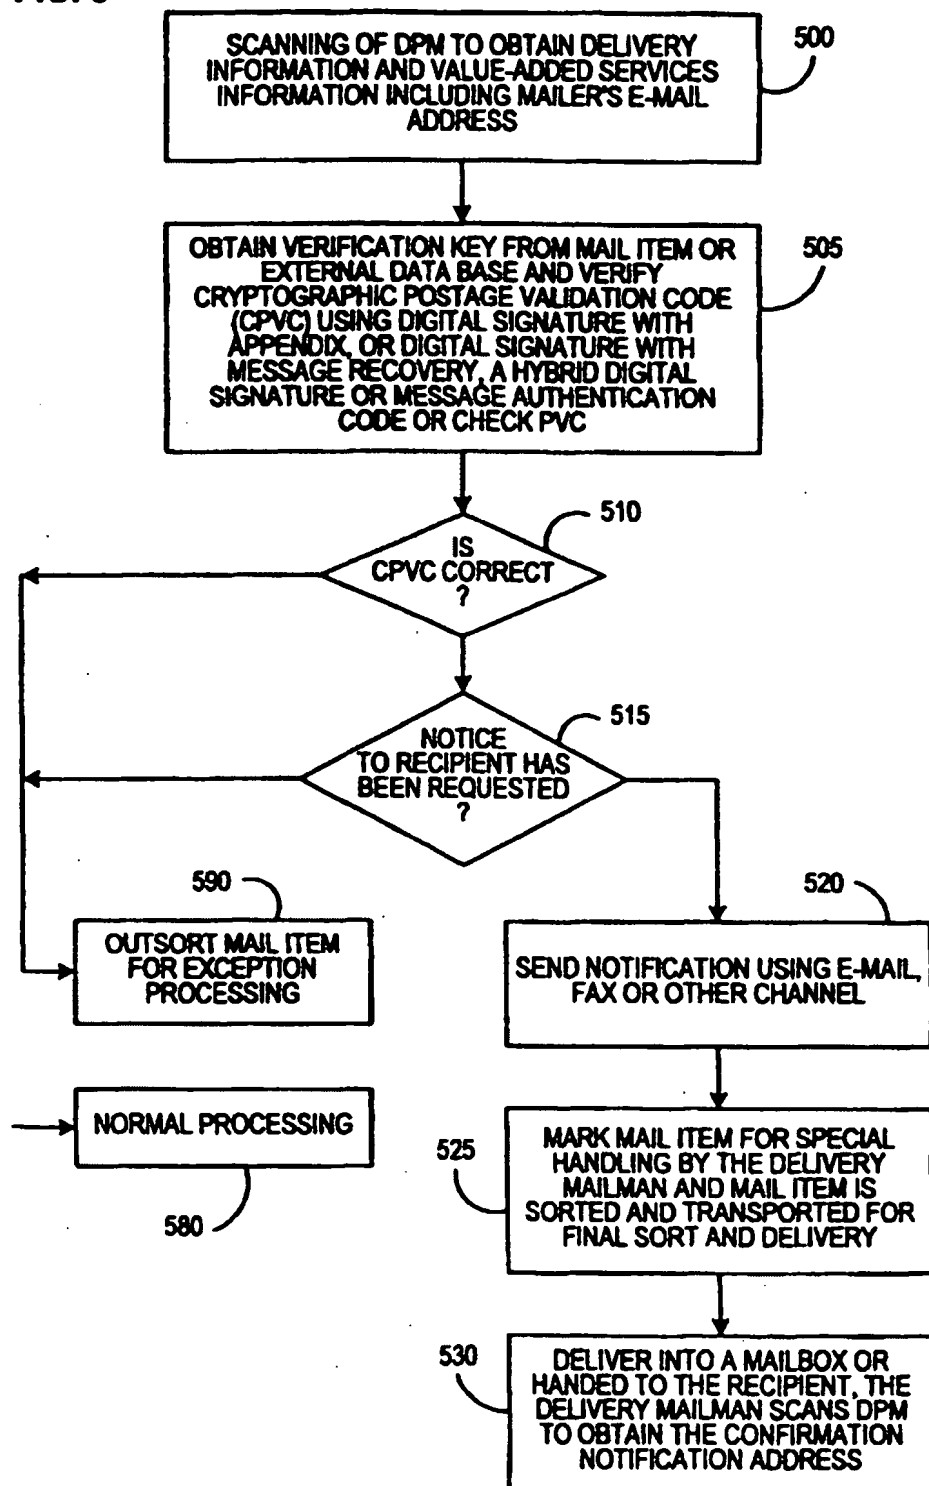 500
SCANNING OF DPM TO OBTAIN DELIVERY
INFORMATION AND VALUE-ADDED SERVICES
INFORMATION INCLUDING MAILER'S E-MAIL
ADDRESS
505
OBTAIN VERIFICATION KEY FROM MAIL ITEM OR
EXTERNAL DATA BASE AND VERIFY
CRYPTOGRAPHIC POSTAGE VALIDATION CODE
(CPVC) USING DIGITAL SIGNATURE WITH
APPENDIX, OR DIGITAL SIGNATURE WITH
MESSAGE RECOVERY, A HYBRID DIGITAL
SIGNATURE OR MESSAGE AUTHENTICATION
CODE OR CHECK PVC
510
IS
CPVC CORRECT
?
515
NOTICE
TO RECIPIENT HAS
BEEN REQUESTED
?
590
OUTSORT MAIL ITEM
FOR EXCEPTION
PROCESSING
520
SEND NOTIFICATION USING E-MAIL,
FAX OR OTHER CHANNEL
NORMAL PROCESSING
580
525
MARK MAIL ITEM FOR SPECIAL
HANDLING BY THE DELIVERY
MAILMAN AND MAIL ITEM IS
SORTED AND TRANSPORTED FOR
FINAL SORT AND DELIVERY
530
DELIVER INTO A MAILBOX OR
HANDED TO THE RECIPIENT, THE
DELIVERY MAILMAN SCANS DPM
TO OBTAIN THE CONFIRMATION
NOTIFICATION ADDRESS